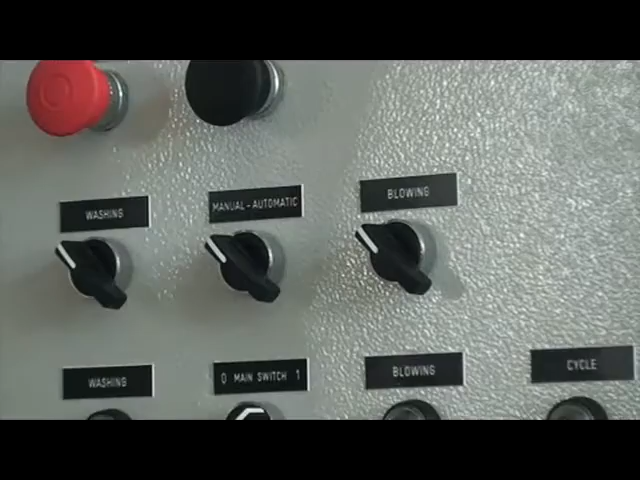 WASHING
MANUAL-AUTOMATIC
BLOWING
WASHING
0 MAIN SWITCH 1
BLOWING
CYCLE